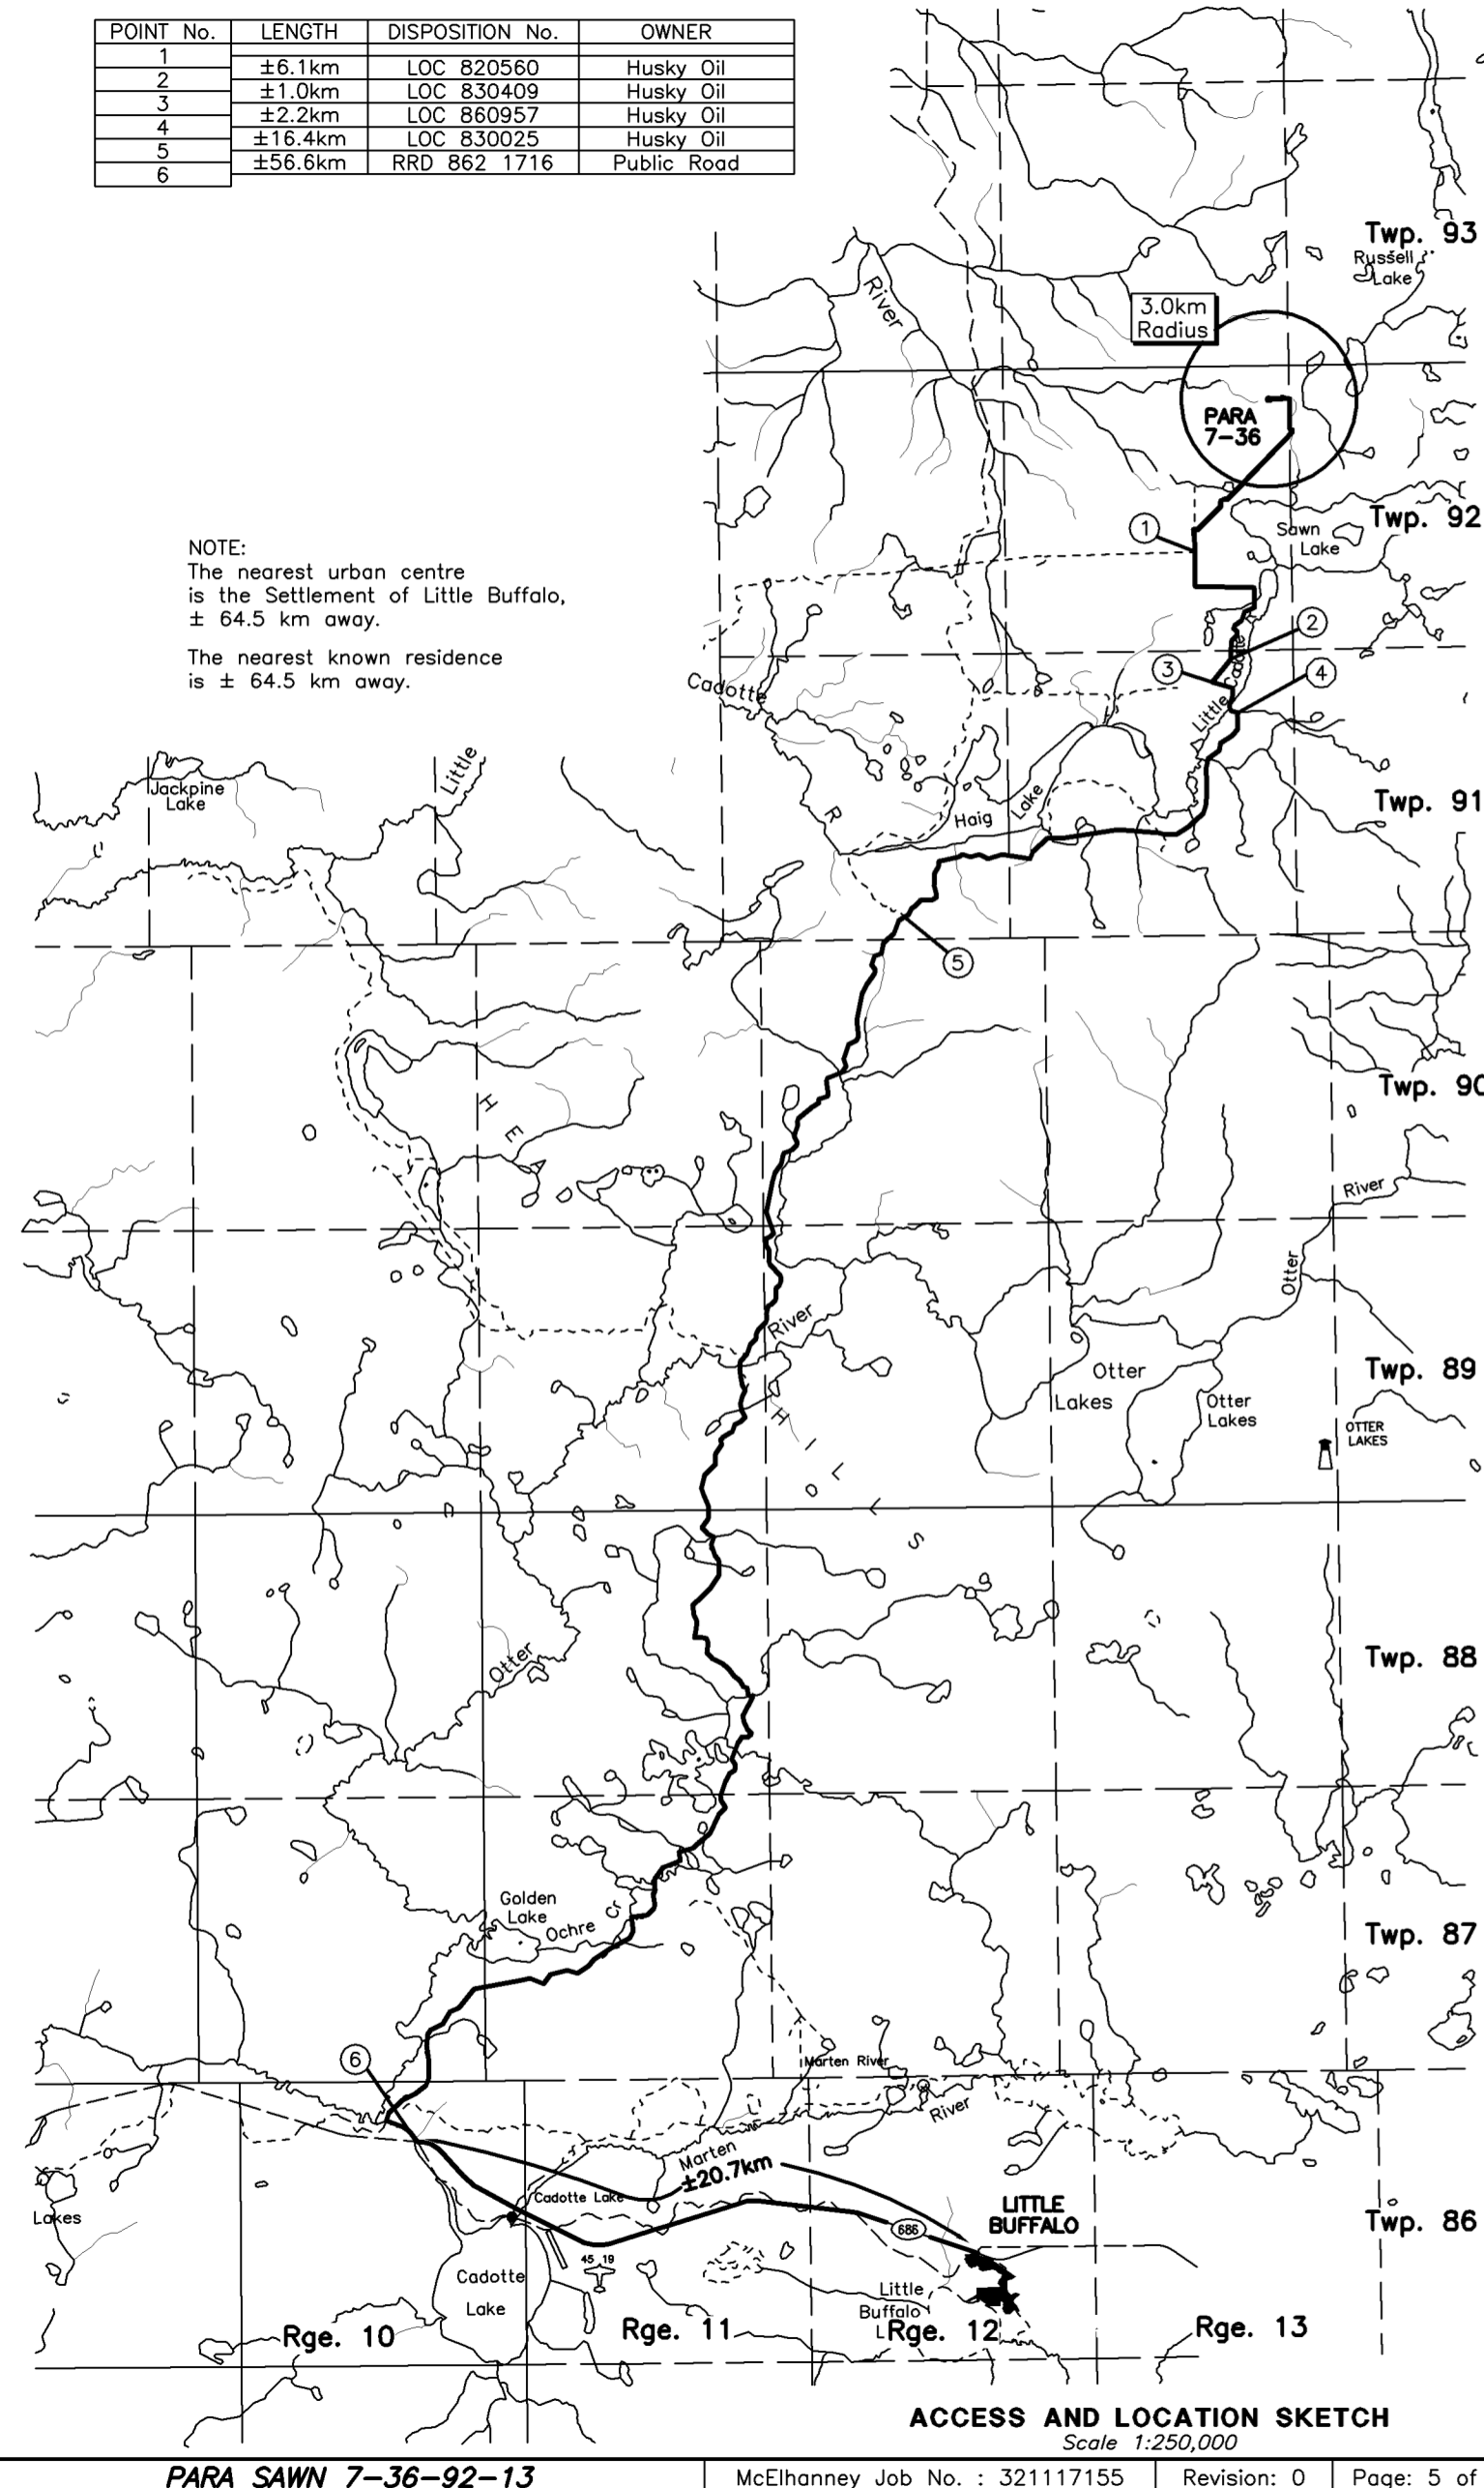 POINT No. LENGTH DISPOSITION No. OWNER
1
±6.1km LOC 820560 Husky Oil
2
±1.0km LOC 830409 Husky Oil
3
±2.2km LOC 860957 Husky Oil
4
±16.4km LOC 830025 Husky Oil
5
±56.6km RRD 862 1716 Public Road
6
Twp. 93
Russell
Lake
River
3.0km
Radius
PARA
7-36
Twp. 92
1
Sawn
Lake
NOTE:
The nearest urban centre
is the Settlement of Little Buffalo,
± 64.5 km away.
The nearest known residence
is ± 64.5 km away.
2
3
4
Cadotte
Little
Cadotte
R
Jackpine
Lake
Little
Haig
Lake
Twp. 91
5
Twp. 90
H
E
A
River
Otter
River
Otter
Lakes
Otter
Lakes
Twp. 89
OTTER
LAKES
H
I
L
L
S
Otter
Twp. 88
Golden
Lake
Ochre Cr
Twp. 87
6
Marten River
River
Marten
±20.7km
Cadotte Lake
LITTLE
BUFFALO
686
Twp. 86
Lakes
45 19
Cadotte
Lake
Little
Buffalo
L
Rge. 10
Rge. 11
Rge. 12
Rge. 13
ACCESS AND LOCATION SKETCH
Scale 1:250,000
PARA SAWN 7-36-92-13
McElhanney Job No. : 321117155
Revision: 0
Page: 5 of